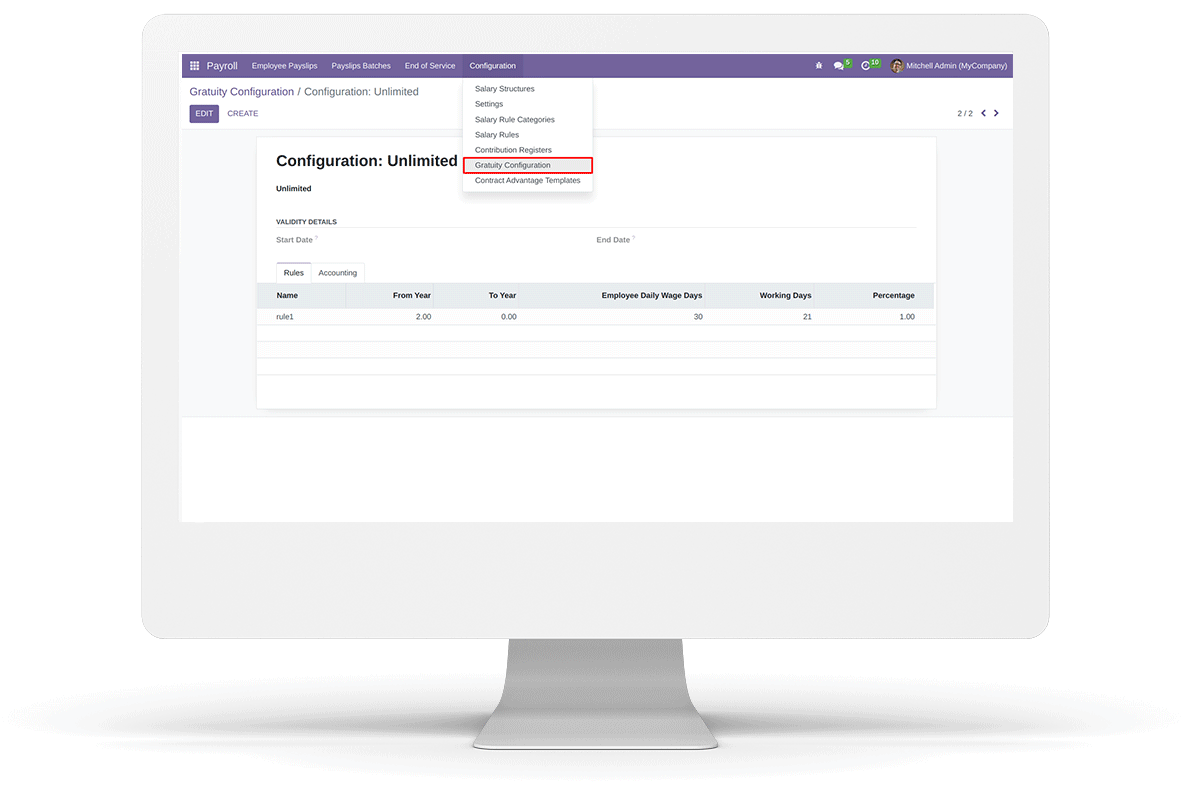 Payroll Employee Payslips Payslips Batches End of Service Configuration 5 10 Mitchell Admin (MyCompany)
Gratuity Configuration / Configuration: Unlimited
EDIT CREATE 2 / 2
Salary Structures
Settings
Salary Rule Categories
Salary Rules
Contribution Registers
Gratuity Configuration
Contract Advantage Templates
Configuration: Unlimited
Unlimited
VALIDITY DETAILS
Start Date ? End Date ?
Rules Accounting
Name From Year To Year Employee Daily Wage Days Working Days Percentage
rule1 2.00 0.00 30 21 1.00